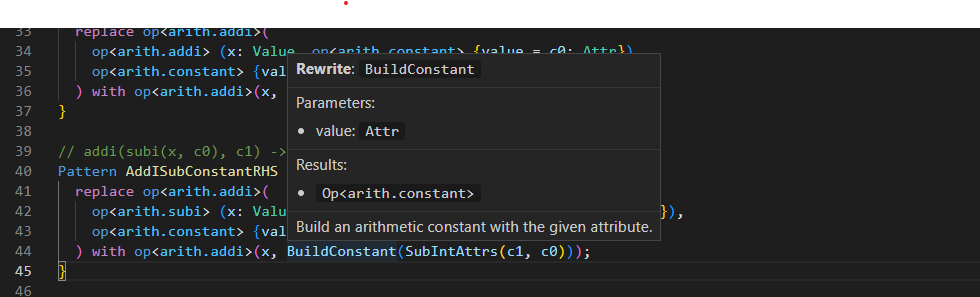 33 replace op<arith.addi>(
34 op<arith.addi> (x: Value, op<arith.constant> {value = c0: Attr})
35 op<arith.constant> {val
36 ) with op<arith.addi>(x,
37 }
38
39 // addi(subi(x, c0), c1) ->
40 Pattern AddISubConstantRHS
41 replace op<arith.addi>(
42 op<arith.subi> (x: Valu }),
43 op<arith.constant> {val
44 ) with op<arith.addi>(x, BuildConstant(SubIntAttrs(c1, c0)));
45 }
46
Rewrite: BuildConstant
Parameters:
• value: Attr
Results:
• Op<arith.constant>
Build an arithmetic constant with the given attribute.